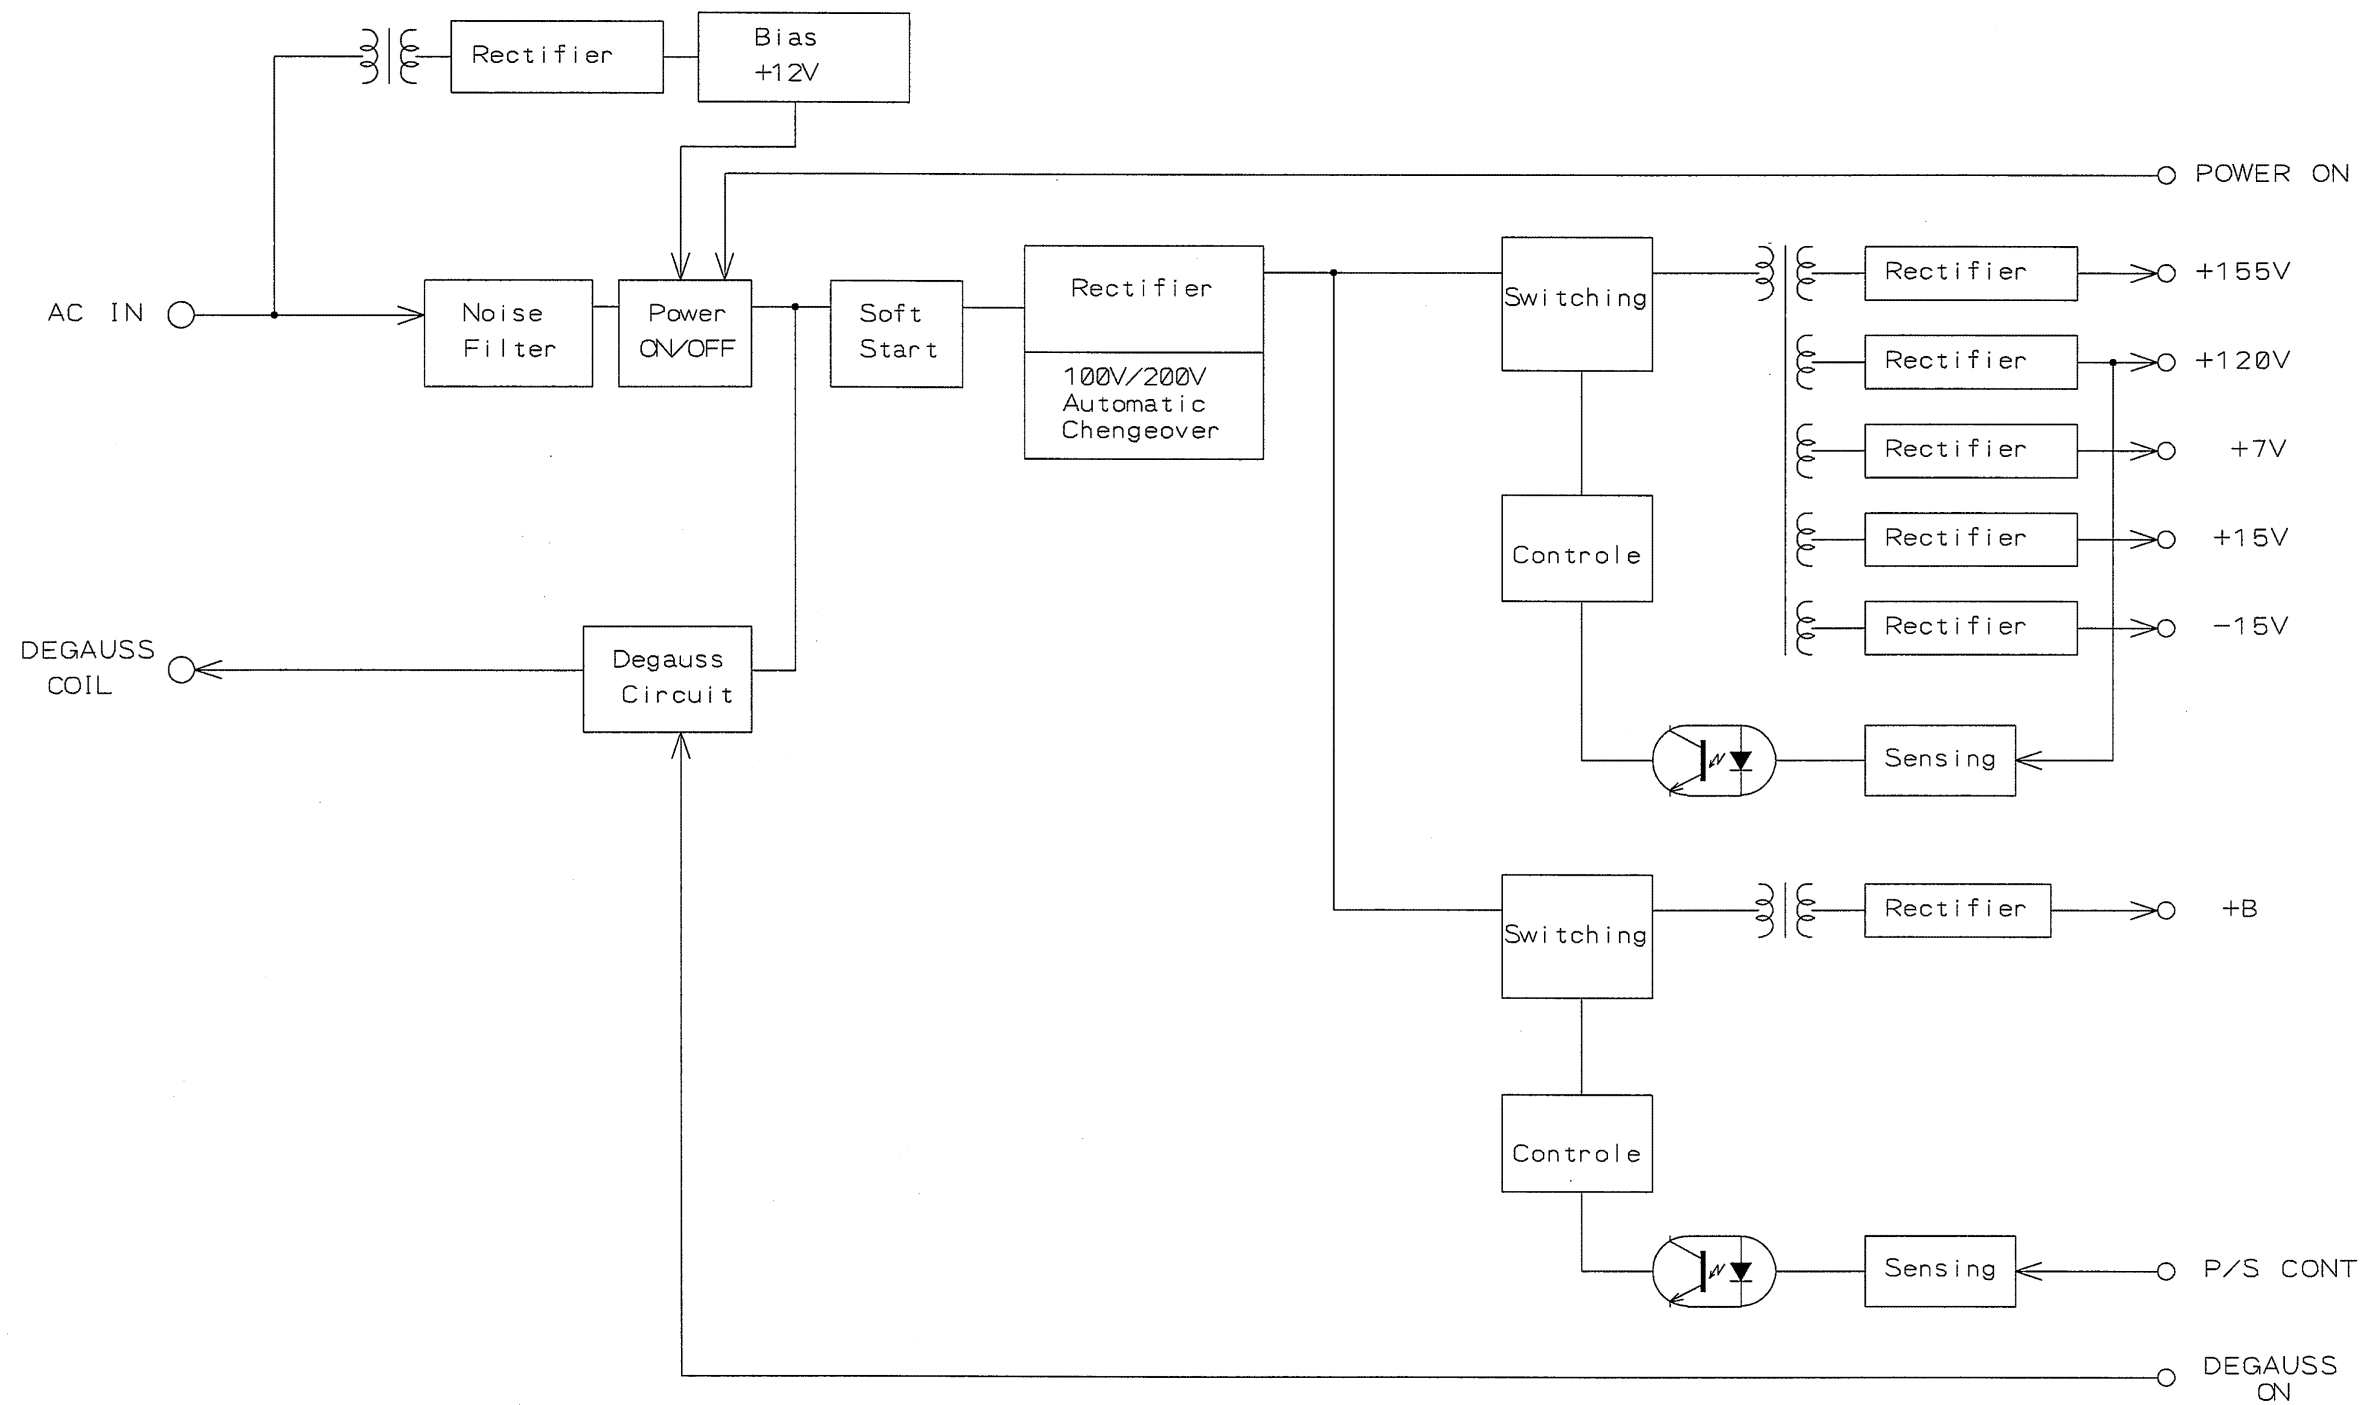 Rectifier
Bias
+12V
POWER ON
AC IN
Noise
Filter
Power
ON/OFF
Soft
Start
Rectifier
100V/200V
Automatic
Chengeover
Switching
Rectifier
+155V
Rectifier
+120V
Rectifier
+7V
Controle
Rectifier
+15V
Rectifier
-15V
DEGAUSS
COIL
Degauss
Circuit
Sensing
Switching
Rectifier
+B
Controle
Sensing
P/S CONT
DEGAUSS
ON